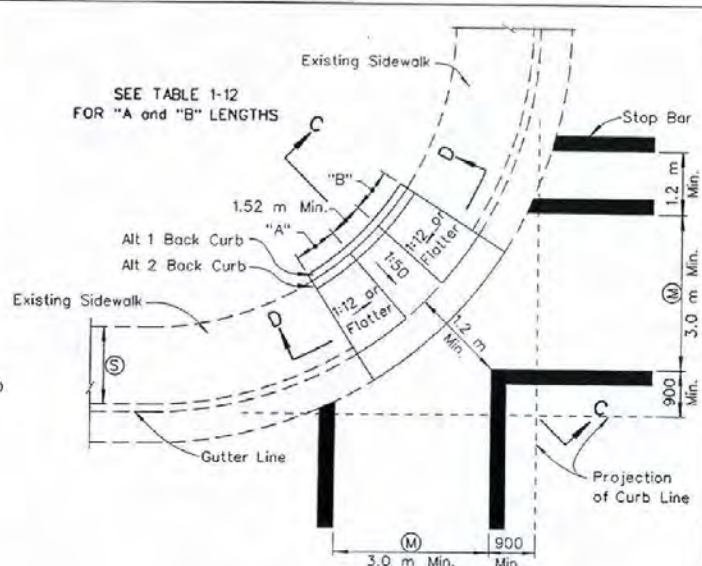 Existing Sidewalk
SEE TABLE 1-12
FOR "A and "B" LENGTHS
Stop Bar
C
D
"B"
1.52 m Min.
"A"
1.2 m
Min.
Alt 1 Back Curb
Alt 2 Back Curb
1:12 or
Flatter
1:50
1:12 or
Flatter
Existing Sidewalk
D
M
3.0 m Min.
1.2 m
Min.
S
900
Min.
C
Gutter Line
Projection
of Curb Line
M
3.0 m Min.
900
Min.